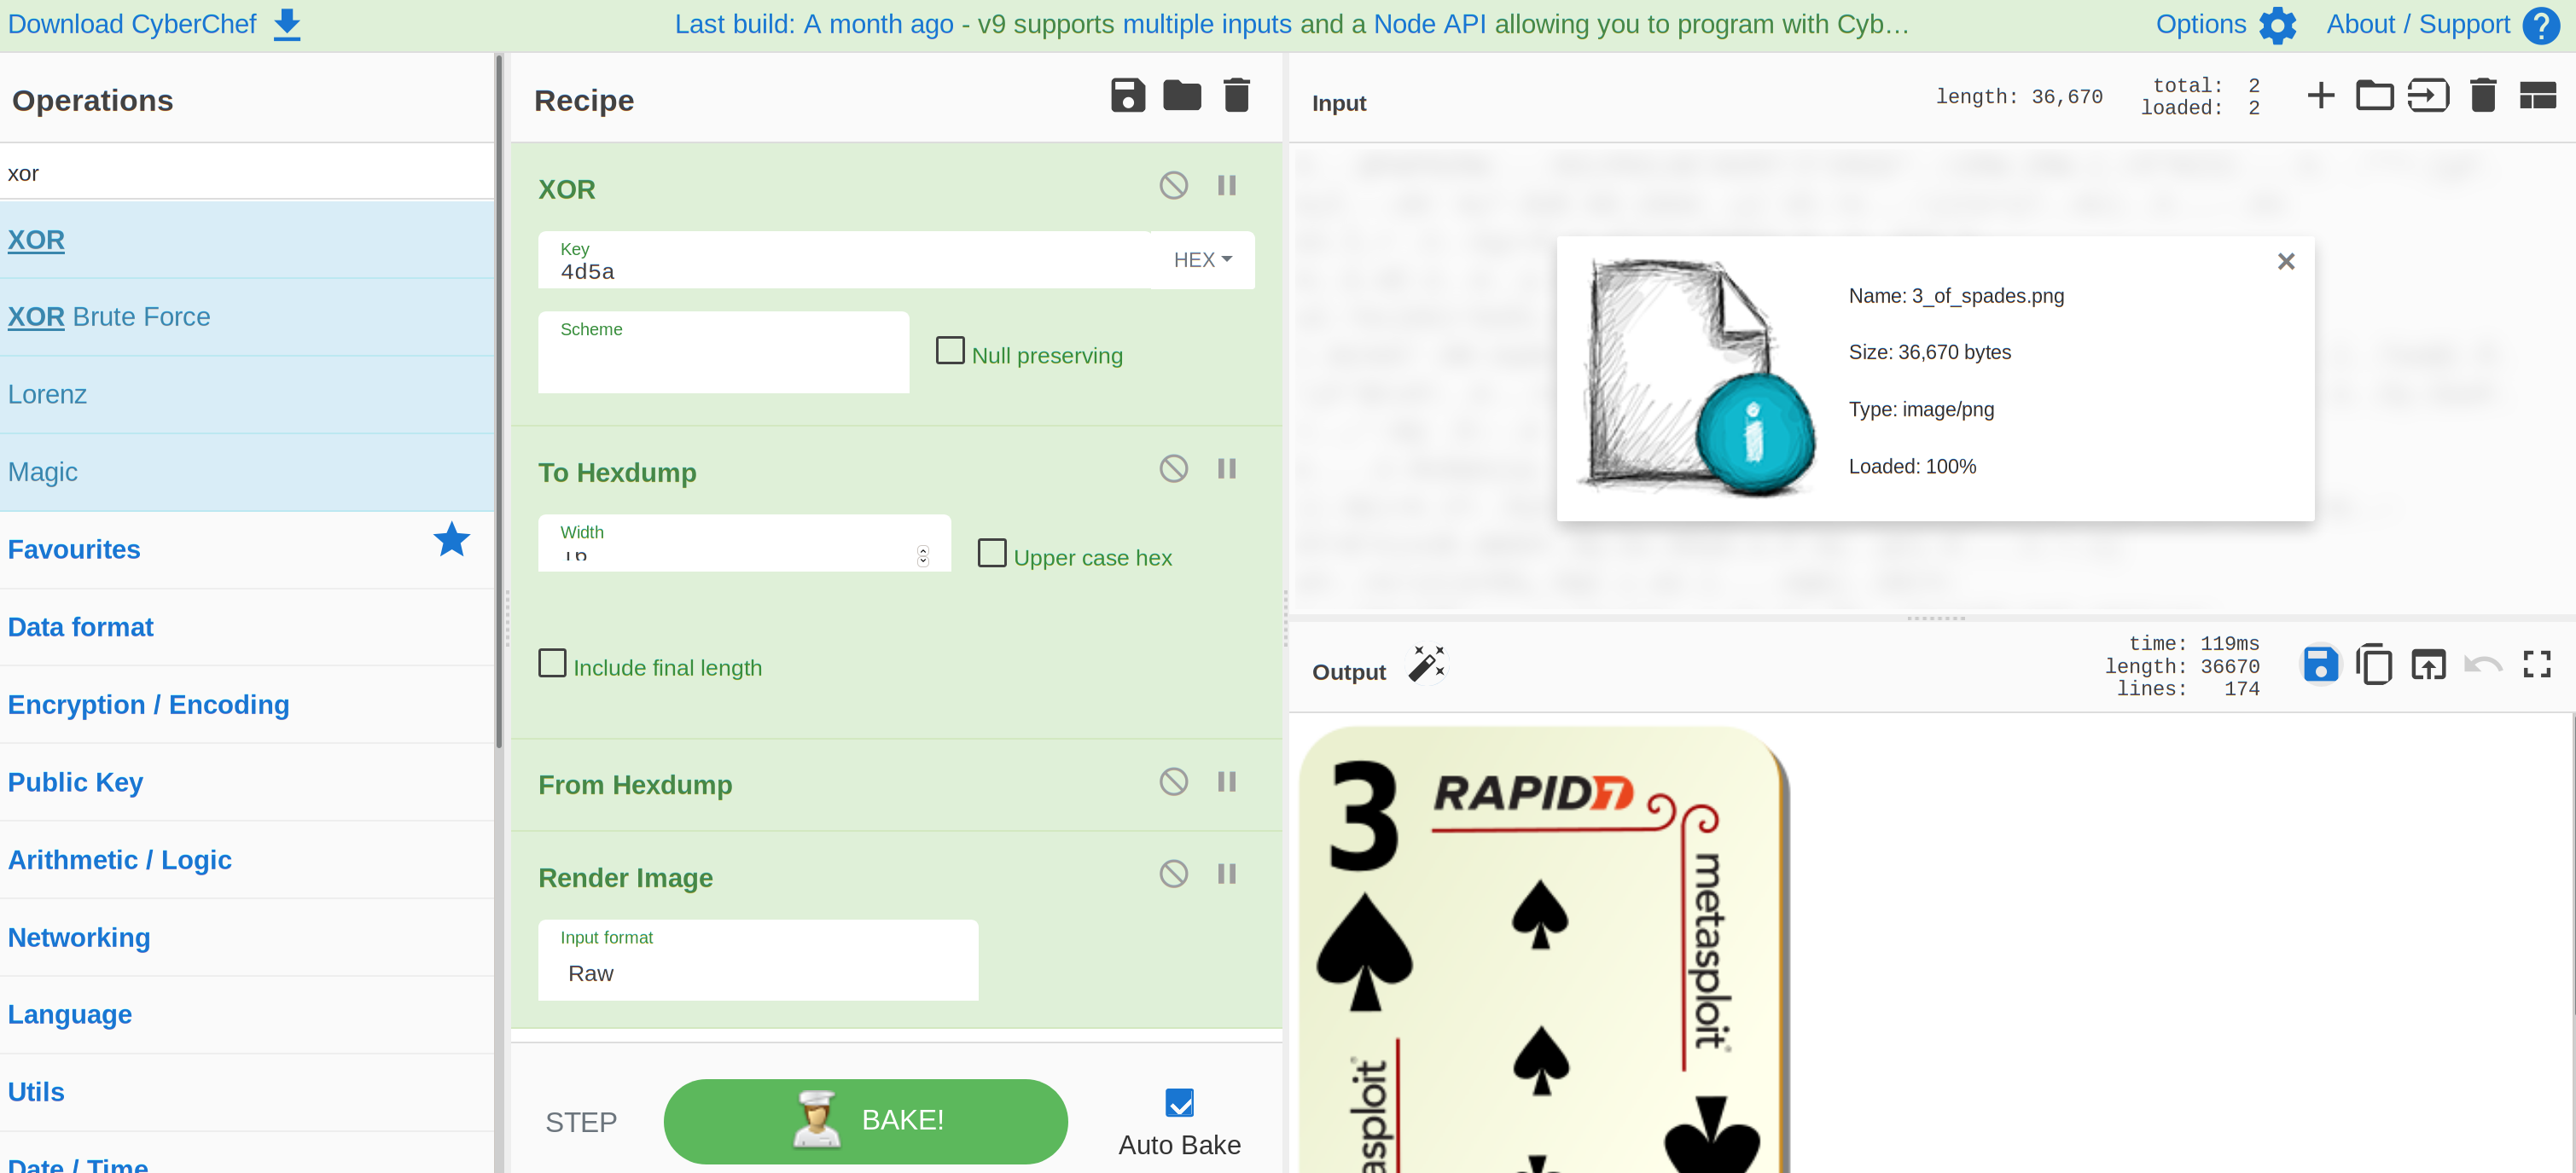 Download CyberChef
Last build: A month ago - v9 supports multiple inputs and a Node API allowing you to program with Cyb…
Options
About / Support
Operations
xor
XOR
XOR Brute Force
Lorenz
Magic
Favourites
Data format
Encryption / Encoding
Public Key
Arithmetic / Logic
Networking
Language
Utils
Date / Time
Recipe
XOR
Key
4d5a
HEX
Scheme
Null preserving
To Hexdump
Width
16
Upper case hex
Include final length
From Hexdump
Render Image
Input format
Raw
STEP
BAKE!
Auto Bake
Input
length: 36,670
total: 2
loaded: 2
Name: 3_of_spades.png
Size: 36,670 bytes
Type: image/png
Loaded: 100%
Output
time: 119ms
length: 36670
lines: 174
3
RAPID7
metasploit
asploit